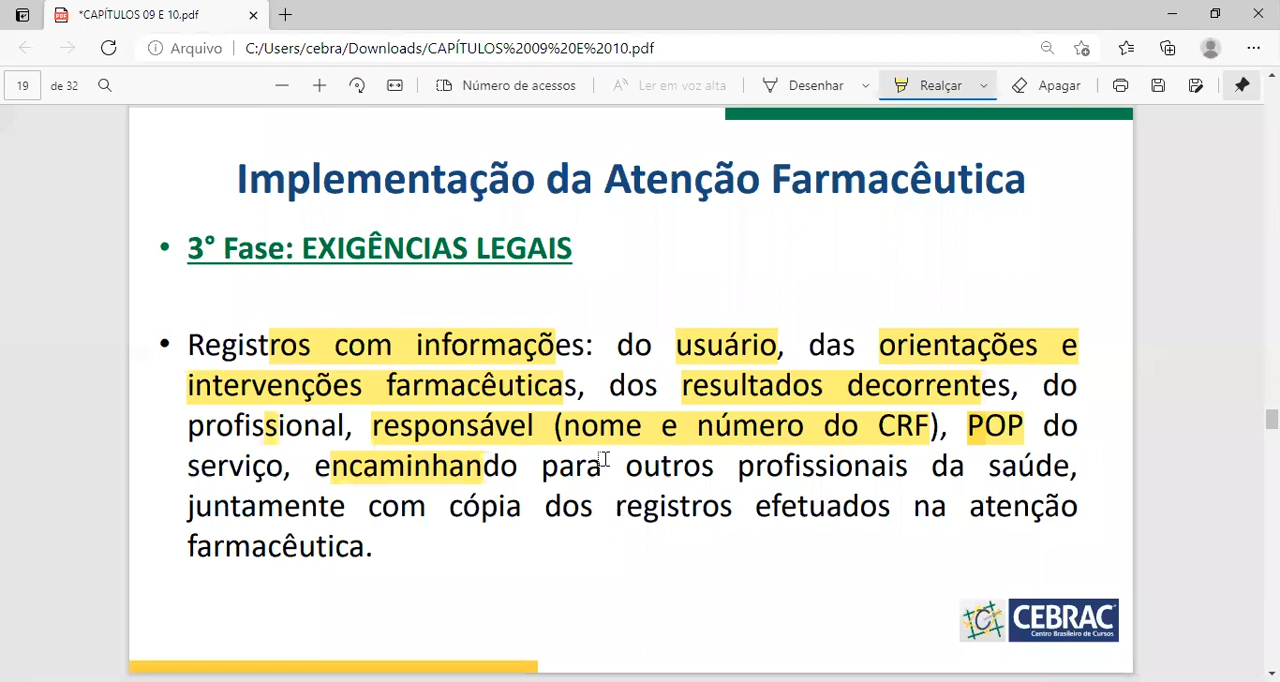 *CAPÍTULOS 09 E 10.pdf
Arquivo C:/Users/cebra/Downloads/CAPÍTULOS%2009%20E%2010.pdf
19 de 32 Número de acessos Ler em voz alta Desenhar Realçar Apagar
Implementação da Atenção Farmacêutica
• 3° Fase: EXIGÊNCIAS LEGAIS
• Registros com informações: do usuário, das orientações e
intervenções farmacêuticas, dos resultados decorrentes, do
profissional, responsável (nome e número do CRF), POP do
serviço, encaminhando para outros profissionais da saúde,
juntamente com cópia dos registros efetuados na atenção
farmacêutica.
CEBRAC
Centro Brasileiro de Cursos